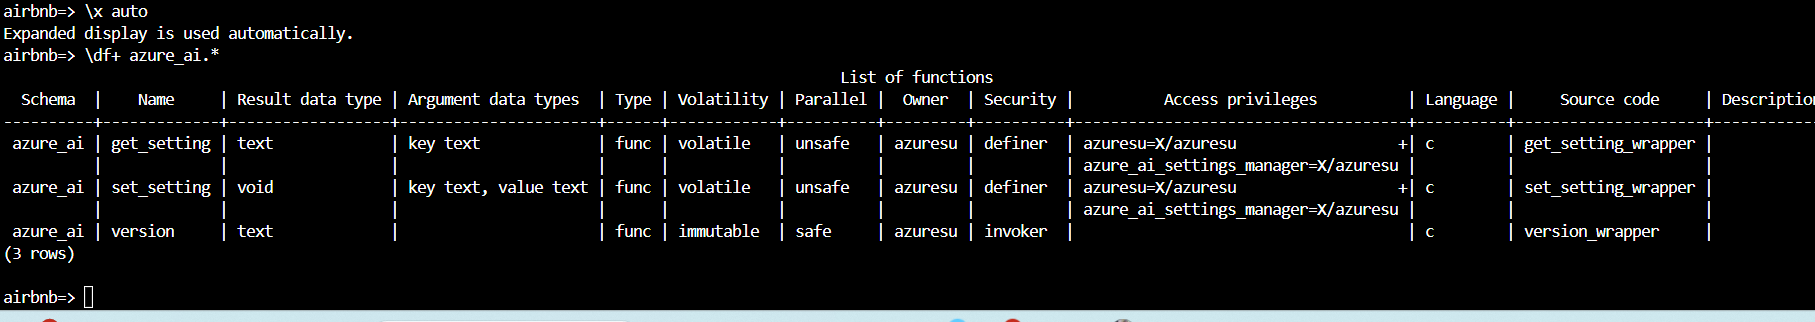 airbnb=> \x auto
Expanded display is used automatically.
airbnb=> \df+ azure_ai.*
List of functions
Schema | Name | Result data type | Argument data types | Type | Volatility | Parallel | Owner | Security | Access privileges | Language | Source code | Descriptio
----------+-------------+------------------+---------------------+------+------------+----------+---------+----------+----------------------------------+----------+---------------------+------------
azure_ai | get_setting | text | key text | func | volatile | unsafe | azuresu | definer | azuresu=X/azuresu +| c | get_setting_wrapper |
| | | | | | | | | azure_ai_settings_manager=X/azuresu | | |
azure_ai | set_setting | void | key text, value text | func | volatile | unsafe | azuresu | definer | azuresu=X/azuresu +| c | set_setting_wrapper |
| | | | | | | | | azure_ai_settings_manager=X/azuresu | | |
azure_ai | version | text | | func | immutable | safe | azuresu | invoker | | c | version_wrapper |
(3 rows)
airbnb=>